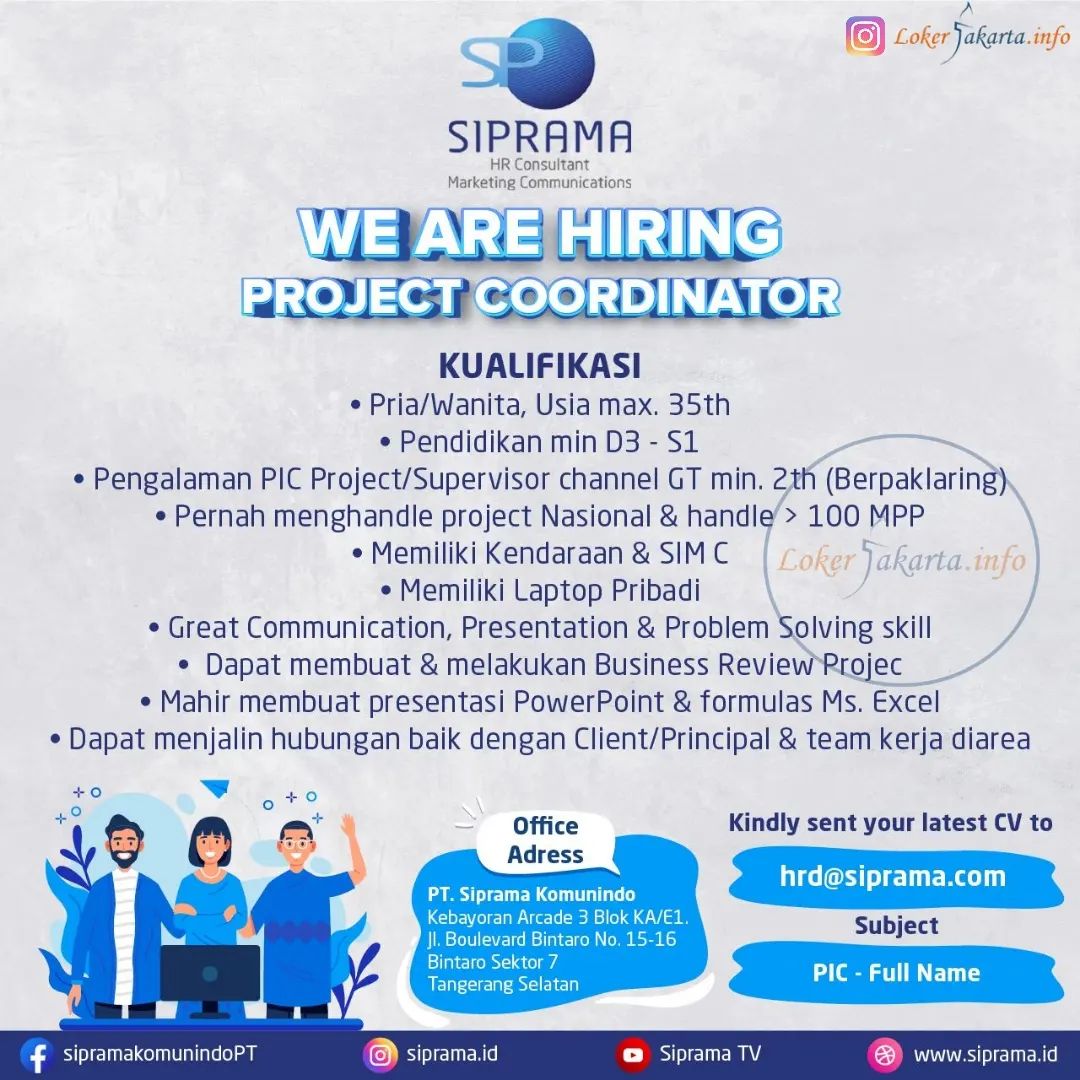 Loker Jakarta.info
SP
SIPRAMA
HR Consultant
Marketing Communications
WE ARE HIRING
PROJECT COORDINATOR
KUALIFIKASI
• Pria/Wanita, Usia max. 35th
• Pendidikan min D3 - S1
• Pengalaman PIC Project/Supervisor channel GT min. 2th (Berpaklaring)
• Pernah menghandle project Nasional & handle > 100 MPP
• Memiliki Kendaraan & SIM C
Loker Jakarta.info
• Memiliki Laptop Pribadi
• Great Communication, Presentation & Problem Solving skill
• Dapat membuat & melakukan Business Review Projec
• Mahir membuat presentasi PowerPoint & formulas Ms. Excel
• Dapat menjalin hubungan baik dengan Client/Principal & team kerja diarea
Office
Adress
PT. Siprama Komunindo
Kebayoran Arcade 3 Blok KA/E1.
Jl. Boulevard Bintaro No. 15-16
Bintaro Sektor 7
Tangerang Selatan
Kindly sent your latest CV to
hrd@siprama.com
Subject
PIC - Full Name
sipramakomunindoPT
siprama.id
Siprama TV
www.siprama.id